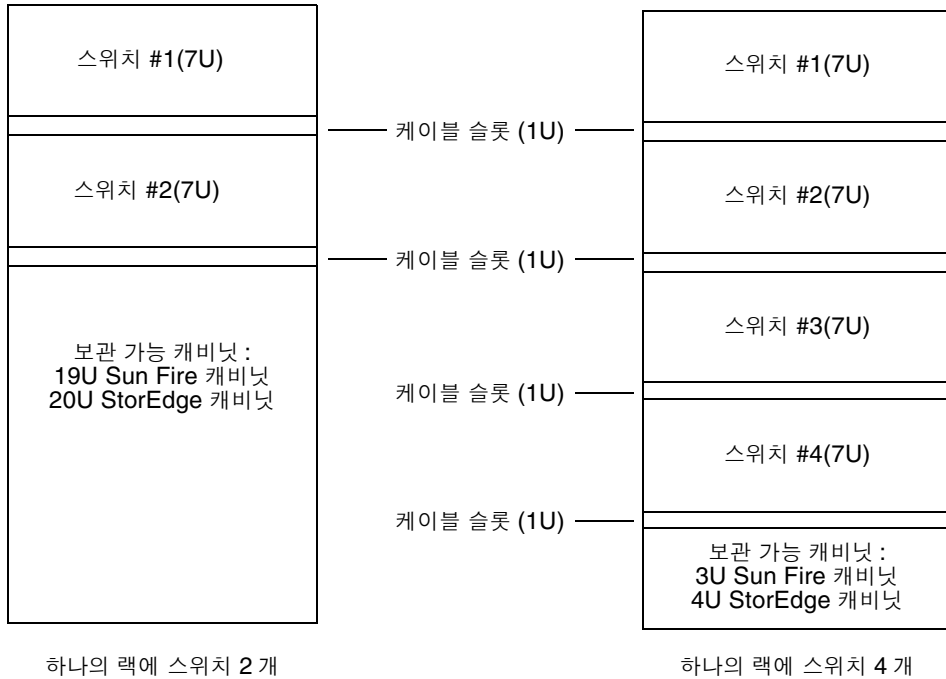 스위치 #1(7U)
스위치 #2(7U)
보관 가능 캐비닛 :
19U Sun Fire 캐비닛
20U StorEdge 캐비닛
하나의 랙에 스위치 2 개
케이블 슬롯 (1U)
케이블 슬롯 (1U)
케이블 슬롯 (1U)
케이블 슬롯 (1U)
스위치 #1(7U)
스위치 #2(7U)
스위치 #3(7U)
스위치 #4(7U)
보관 가능 캐비닛 :
3U Sun Fire 캐비닛
4U StorEdge 캐비닛
하나의 랙에 스위치 4 개